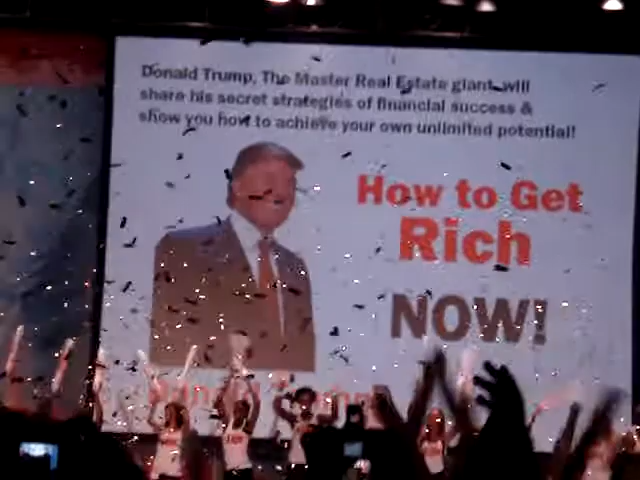 Donald Trump, The Master Real Estate giant, will
share his secret strategies of financial success &
show you how to achieve your own unlimited potential!
How to Get
Rich
NOW!